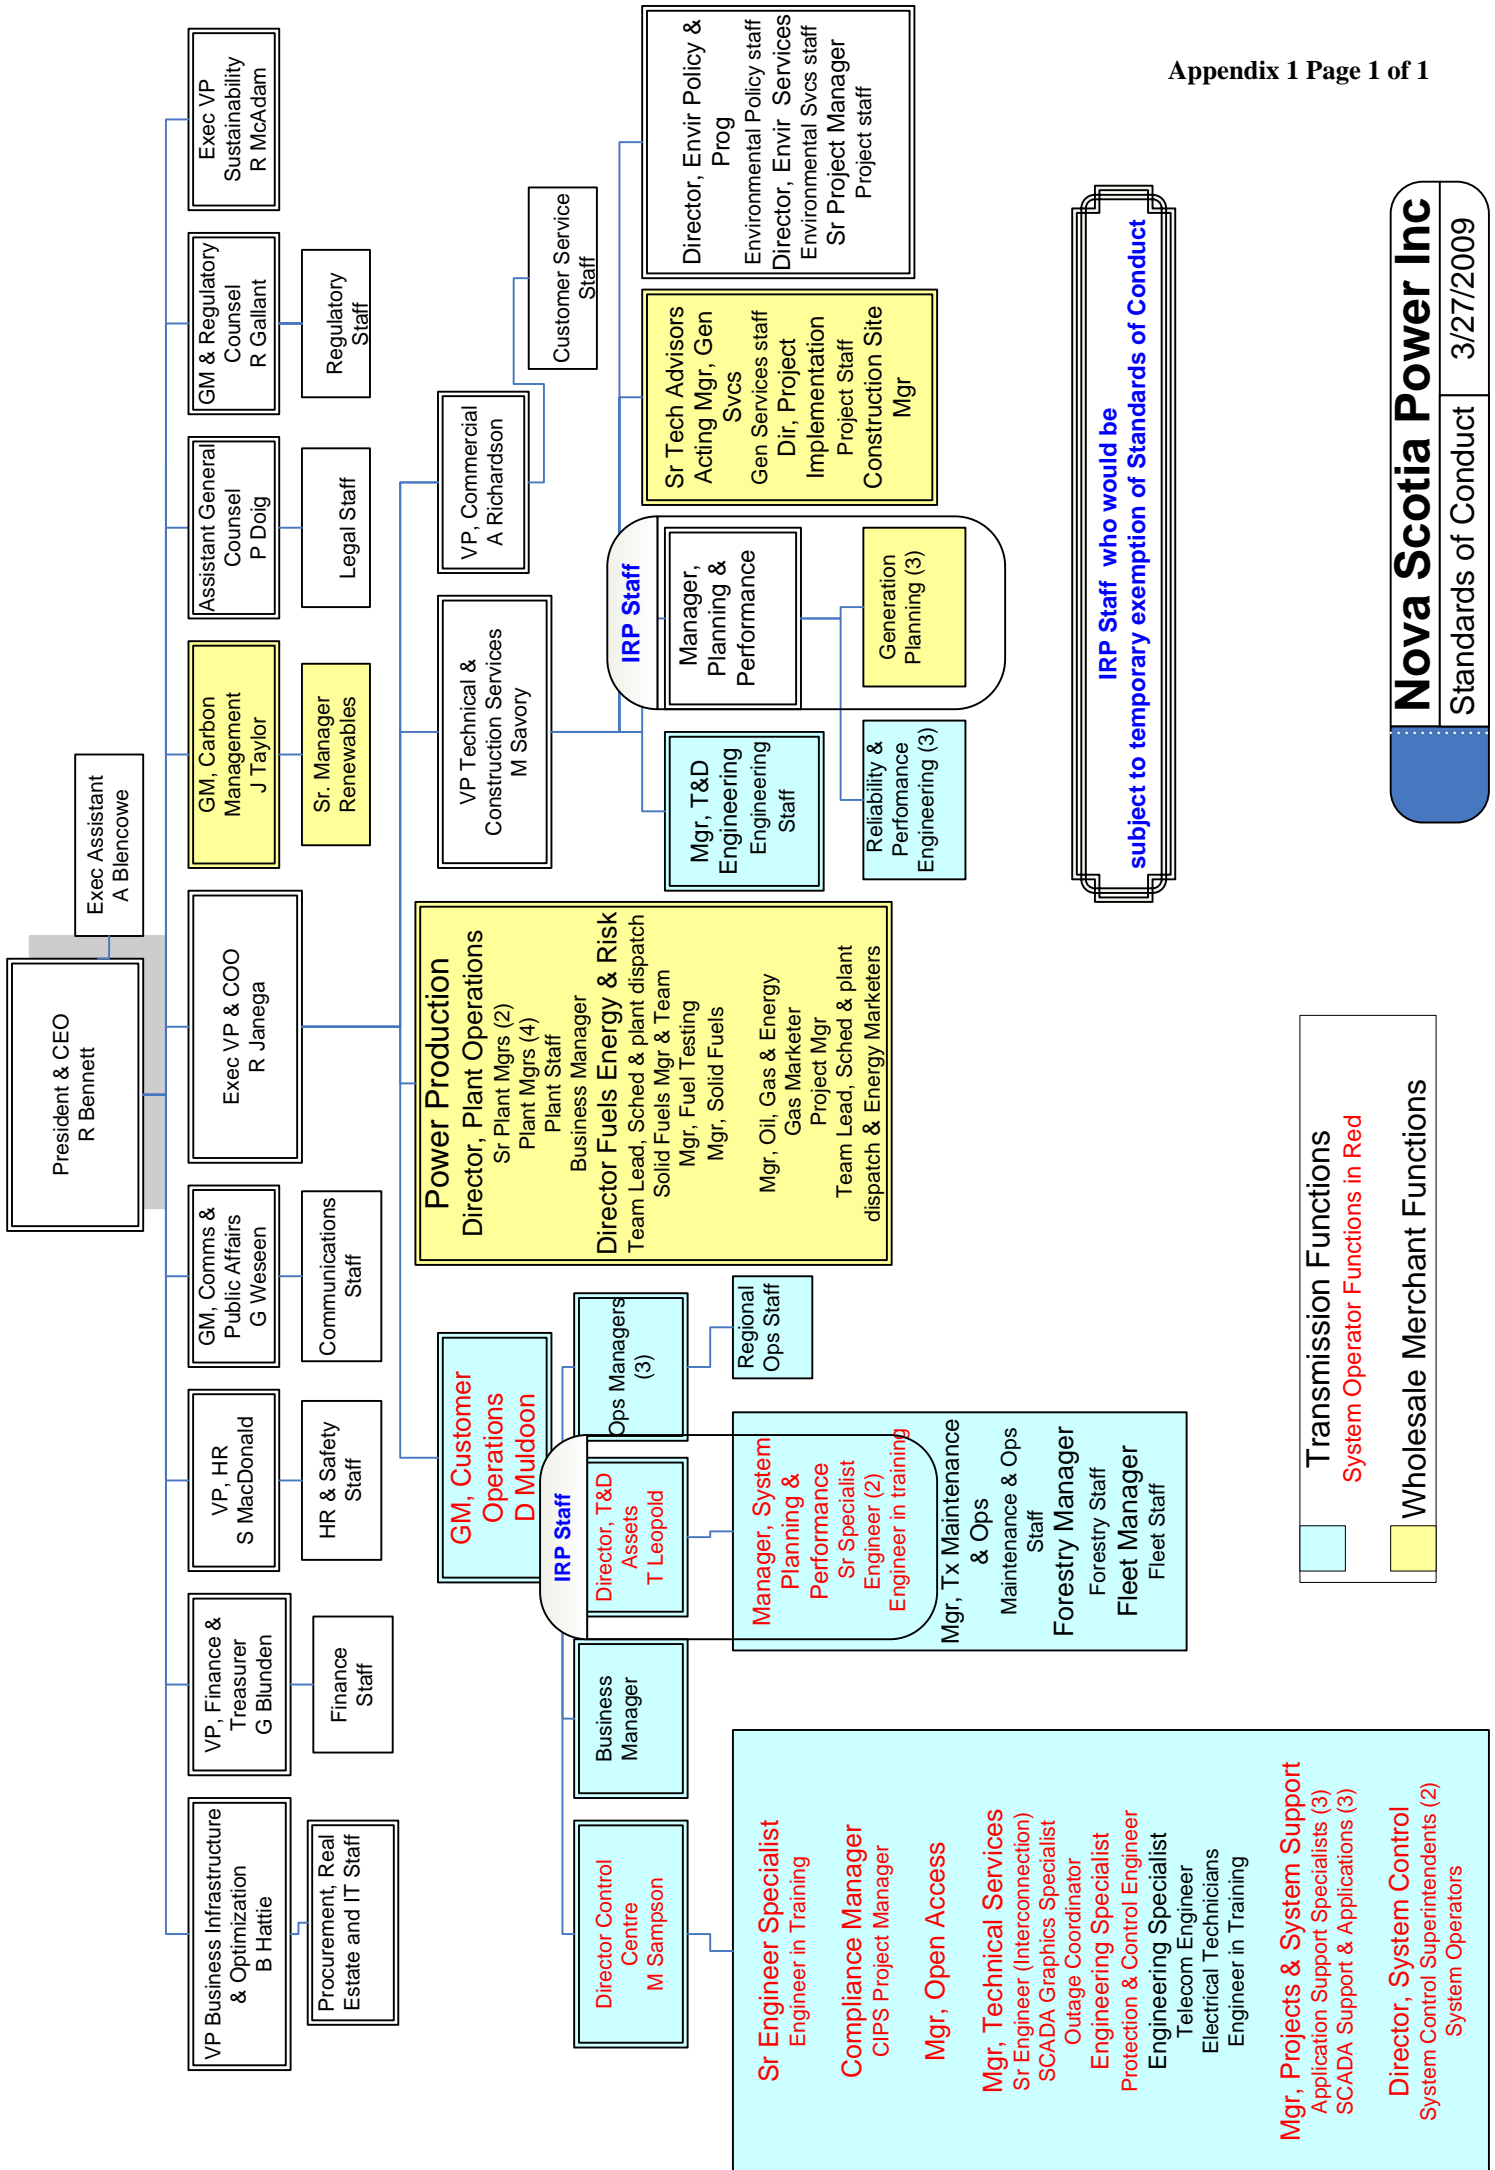 Appendix 1 Page 1 of 1
President & CEO
R Bennett
Exec Assistant
A Blencowe
VP Business Infrastructure
& Optimization
B Hattie
Procurement, Real
Estate and IT Staff
VP, Finance &
Treasurer
G Blunden
Finance
Staff
VP, HR
S MacDonald
HR & Safety
Staff
GM, Comms &
Public Affairs
G Weseen
Communications
Staff
Exec VP & COO
R Janega
GM, Carbon
Management
J Taylor
Sr. Manager
Renewables
Assistant General
Counsel
P Doig
Legal Staff
GM & Regulatory
Counsel
R Gallant
Regulatory
Staff
Exec VP
Sustainability
R McAdam
GM, Customer
Operations
D Muldoon
Power Production
Director, Plant Operations
Sr Plant Mgrs (2)
Plant Mgrs (4)
Plant Staff
Business Manager
Director Fuels Energy & Risk
Team Lead, Sched & plant dispatch
Solid Fuels Mgr & Team
Mgr, Fuel Testing
Mgr, Solid Fuels
Mgr, Oil, Gas & Energy
Gas Marketer
Project Mgr
Team Lead, Sched & plant
dispatch & Energy Marketers
VP Technical &
Construction Services
M Savory
VP, Commercial
A Richardson
Customer Service
Staff
Director Control
Centre
M Sampson
Business
Manager
IRP Staff
Director, T&D
Assets
T Leopold
Ops Managers
(3)
Regional
Ops Staff
Sr Engineer Specialist
Engineer in Training
Compliance Manager
CIPS Project Manager
Mgr, Open Access
Mgr, Technical Services
Sr Engineer (Interconnection)
SCADA Graphics Specialist
Outage Coordinator
Engineering Specialist
Protection & Control Engineer
Engineering Specialist
Telecom Engineer
Electrical Technicians
Engineer in Training
Mgr, Projects & System Support
Application Support Specialists (3)
SCADA Support & Applications (3)
Director, System Control
System Control Superintendents (2)
System Operators
Manager, System
Planning &
Performance
Sr Specialist
Engineer (2)
Engineer in training
Mgr, Tx Maintenance
& Ops
Maintenance & Ops
Staff
Forestry Manager
Forestry Staff
Fleet Manager
Fleet Staff
Mgr, T&D
Engineering
Engineering
Staff
IRP Staff
Manager,
Planning &
Performance
Reliability &
Perfomance
Engineering (3)
Generation
Planning (3)
Sr Tech Advisors
Acting Mgr, Gen
Svcs
Gen Services staff
Dir, Project
Implementation
Project Staff
Construction Site
Mgr
Director, Envir Policy &
Prog
Environmental Policy staff
Director, Envir Services
Environmental Svcs staff
Sr Project Manager
Project staff
IRP Staff who would be
subject to temporary exemption of Standards of Conduct
Transmission Functions
System Operator Functions in Red
Wholesale Merchant Functions
Nova Scotia Power Inc
Standards of Conduct
3/27/2009